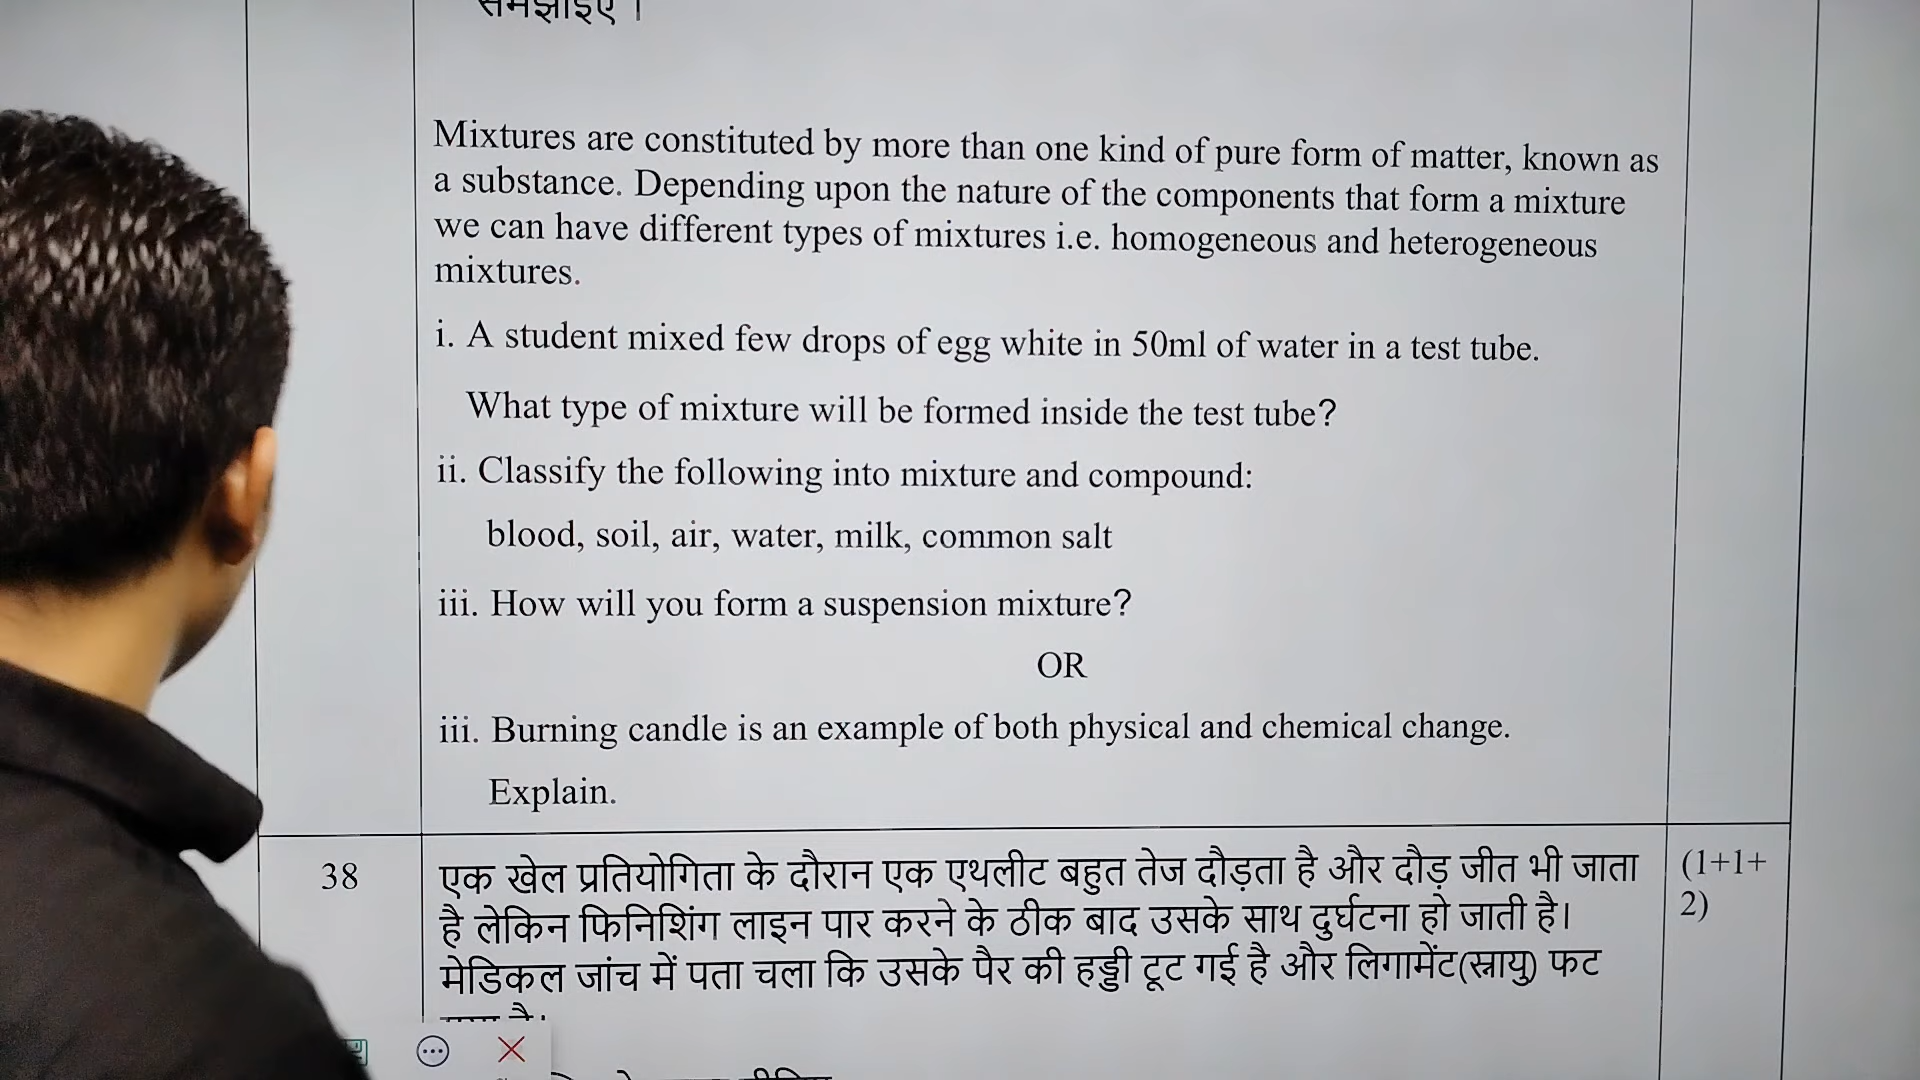 समझाइए ।
Mixtures are constituted by more than one kind of pure form of matter, known as
a substance. Depending upon the nature of the components that form a mixture
we can have different types of mixtures i.e. homogeneous and heterogeneous
mixtures.
i. A student mixed few drops of egg white in 50ml of water in a test tube.
What type of mixture will be formed inside the test tube?
ii. Classify the following into mixture and compound:
blood, soil, air, water, milk, common salt
iii. How will you form a suspension mixture?
OR
iii. Burning candle is an example of both physical and chemical change.
Explain.
38
एक खेल प्रतियोगिता के दौरान एक एथलीट बहुत तेज दौड़ता है और दौड़ जीत भी जाता
है लेकिन फिनिशिंग लाइन पार करने के ठीक बाद उसके साथ दुर्घटना हो जाती है।
मेडिकल जांच में पता चला कि उसके पैर की हड्डी टूट गई है और लिगामेंट(स्नायु) फट
(1+1+
2)